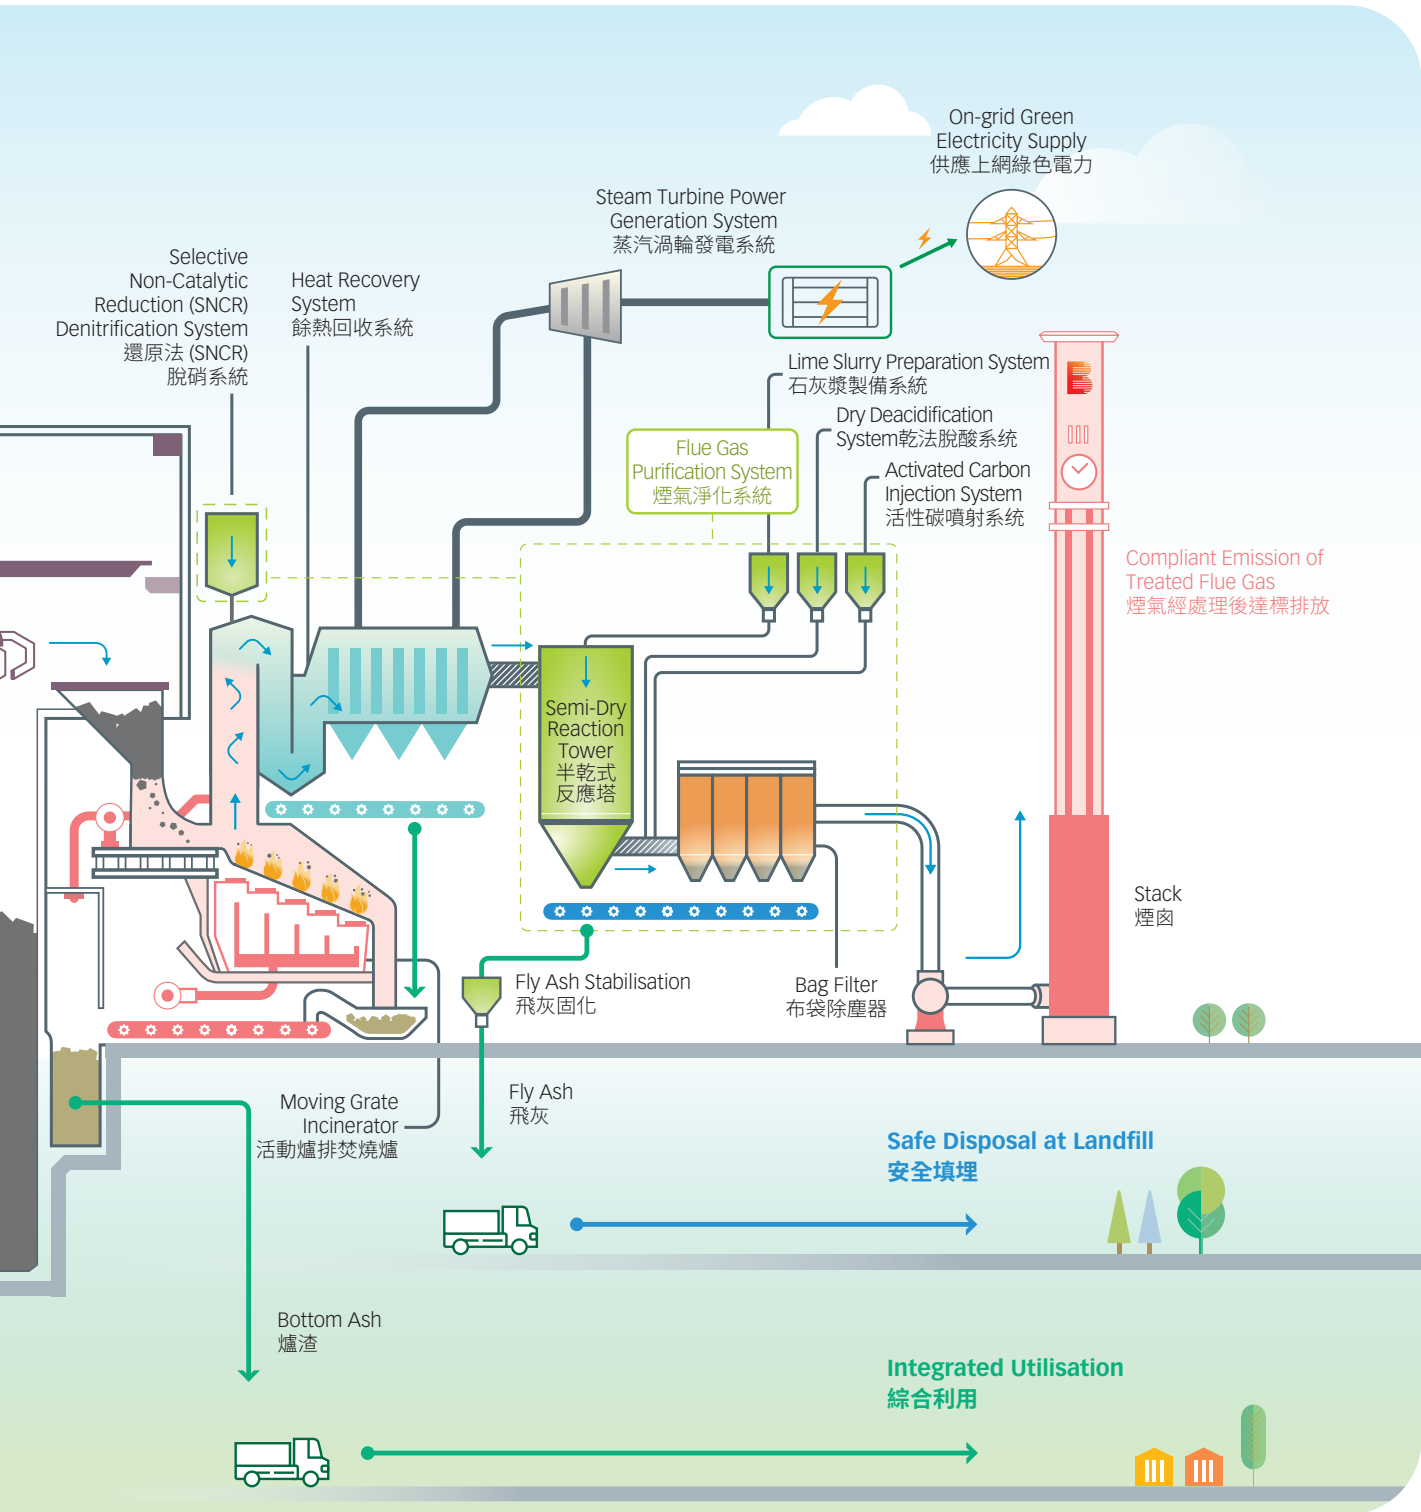 On-grid Green
Electricity Supply
供應上網綠色電力
Steam Turbine Power
Generation System
蒸汽渦輪發電系統
Selective
Non-Catalytic
Reduction (SNCR)
Denitrification System
還原法 (SNCR)
脫硝系統
Heat Recovery
System
餘熱回收系統
Lime Slurry Preparation System
石灰漿製備系統
Dry Deacidification
System乾法脫酸系統
Flue Gas
Purification System
煙氣淨化系統
Activated Carbon
Injection System
活性碳噴射系統
Compliant Emission of
Treated Flue Gas
煙氣經處理後達標排放
Semi-Dry
Reaction
Tower
半乾式
反應塔
Stack
煙囪
Fly Ash Stabilisation
飛灰固化
Bag Filter
布袋除塵器
Moving Grate
Incinerator
活動爐排焚燒爐
Fly Ash
飛灰
Safe Disposal at Landfill
安全填埋
Bottom Ash
爐渣
Integrated Utilisation
綜合利用